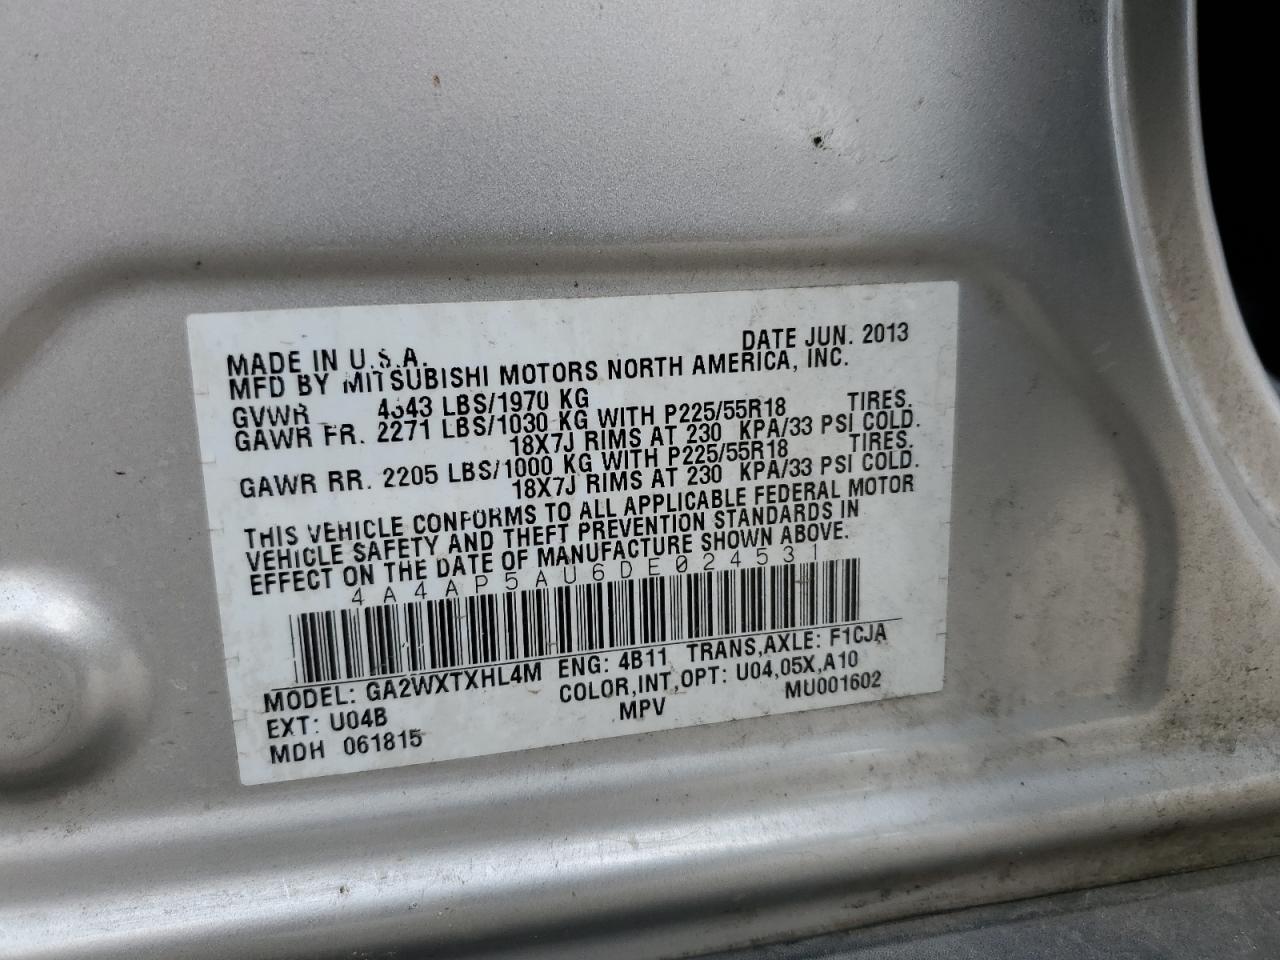 DATE JUN. 2013
MADE IN U.S.A.
MFD BY MITSUBISHI MOTORS NORTH AMERICA, INC.
GVWR 4343 LBS/1970 KG
GAWR FR. 2271 LBS/1030 KG WITH P225/55R18 TIRES.
18X7J RIMS AT 230 KPA/33 PSI COLD.
GAWR RR. 2205 LBS/1000 KG WITH P225/55R18 TIRES.
18X7J RIMS AT 230 KPA/33 PSI COLD.
THIS VEHICLE CONFORMS TO ALL APPLICABLE FEDERAL MOTOR
VEHICLE SAFETY AND THEFT PREVENTION STANDARDS IN
EFFECT ON THE DATE OF MANUFACTURE SHOWN ABOVE.
4A4AP5AU6DE024531
MODEL: GA2WXTXHL4M ENG: 4B11 TRANS,AXLE: F1CJA
EXT: U04B COLOR,INT,OPT: U04,05X,A10
MDH 061815 MPV MU001602